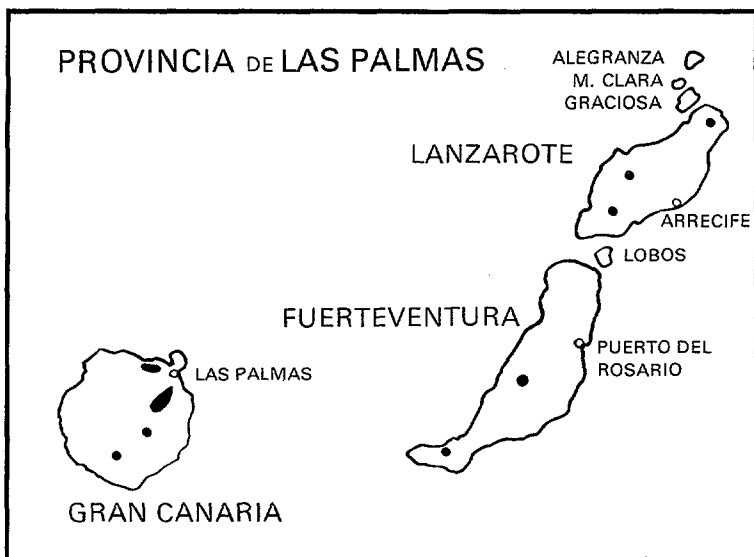 PROVINCIA DE LAS PALMAS
ALEGRANZA
M. CLARA
GRACIOSA
LANZAROTE
ARRECIFE
LOBOS
FUERTEVENTURA
PUERTO DEL
ROSARIO
LAS PALMAS
GRAN CANARIA